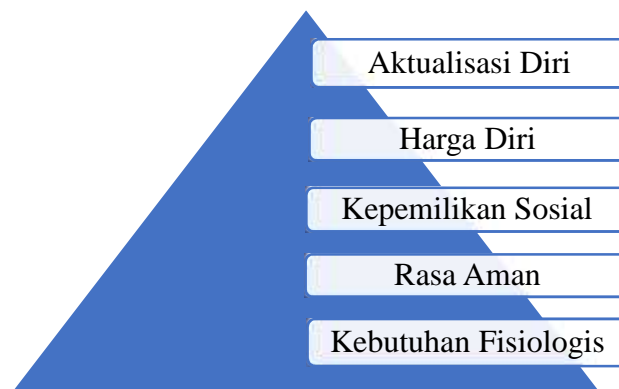 Aktualisasi Diri
Harga Diri
Kepemilikan Sosial
Rasa Aman
Kebutuhan Fisiologis